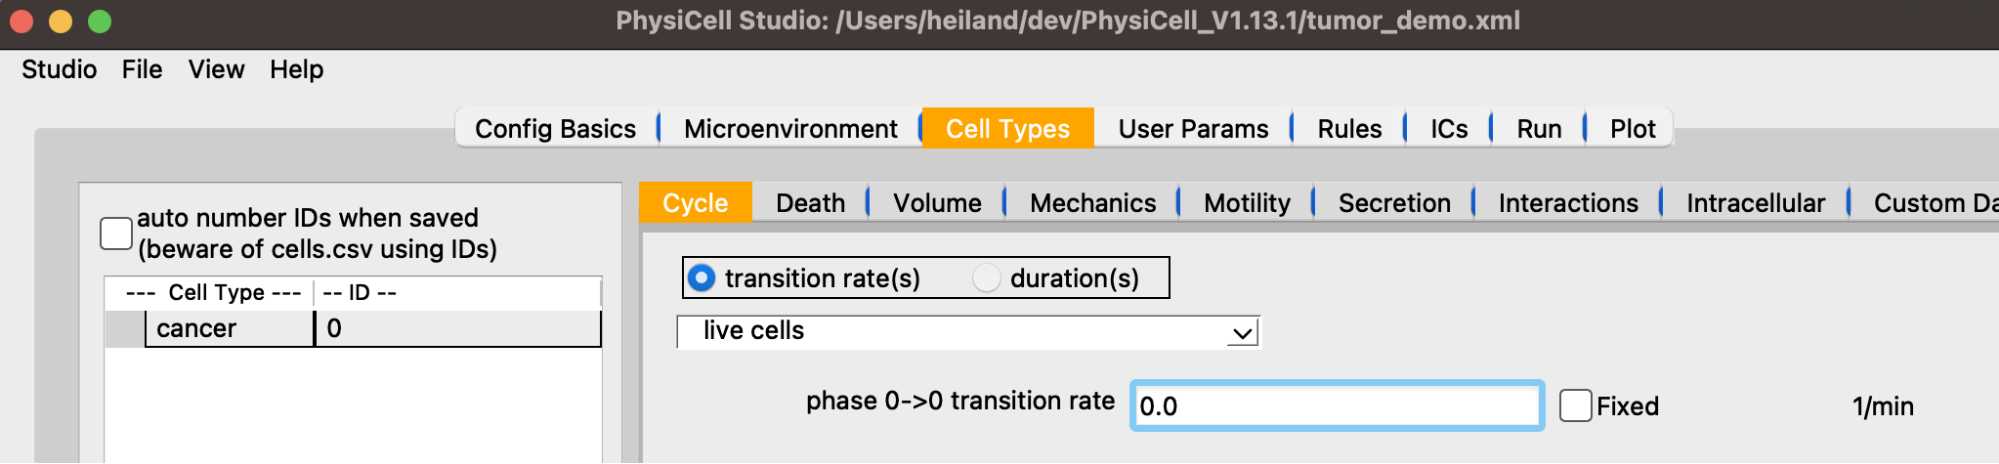 PhysiCell Studio: /Users/heiland/dev/PhysiCell_V1.13.1/tumor_demo.xml
Studio File View Help
Config Basics Microenvironment Cell Types User Params Rules ICs Run Plot
auto number IDs when saved
(beware of cells.csv using IDs)
--- Cell Type --- -- ID --
cancer 0
Cycle Death Volume Mechanics Motility Secretion Interactions Intracellular Custom Da
transition rate(s) duration(s)
live cells
phase 0->0 transition rate 0.0 Fixed 1/min